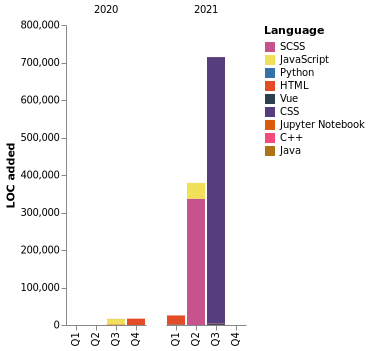 2020 2021
800,000
700,000
600,000
500,000
400,000
300,000
200,000
100,000
0
LOC added
Q1 Q2 Q3 Q4 Q1 Q2 Q3 Q4
Language
SCSS
JavaScript
Python
HTML
Vue
CSS
Jupyter Notebook
C++
Java